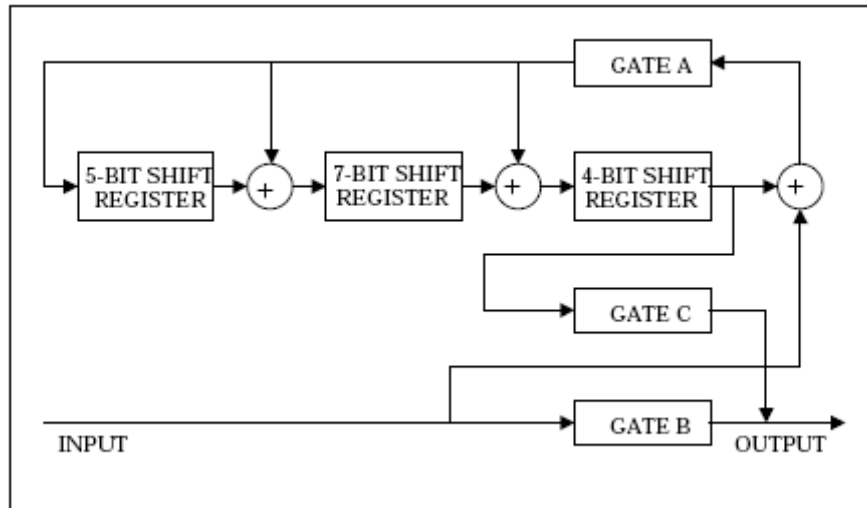 GATE A
5-BIT SHIFT
REGISTER
+
7-BIT SHIFT
REGISTER
+
4-BIT SHIFT
REGISTER
+
GATE C
GATE B
INPUT
OUTPUT